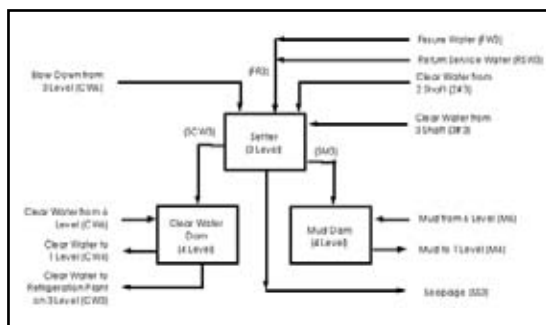 Fissure Water (FW3)
Return Service Water (RSW3)
Blow Down from
3 Level (CW6)
(FR3)
Clear Water from
2 Shaft (2#3)
Clear Water from
3 Shaft (3#3)
Settler
(3 Level)
(SCW3)
(SM3)
Clear Water from 6
Level (CW6)
Clear Water
Dam
(4 Level)
Mud Dam
(4 Level)
Mud from 6 Level (M6)
Clear Water to
1 Level (CW4)
Mud to 1 Level (M4)
Clear Water to
Refrigeration Plant
on 3 Level (CW3)
Seepage (SS3)